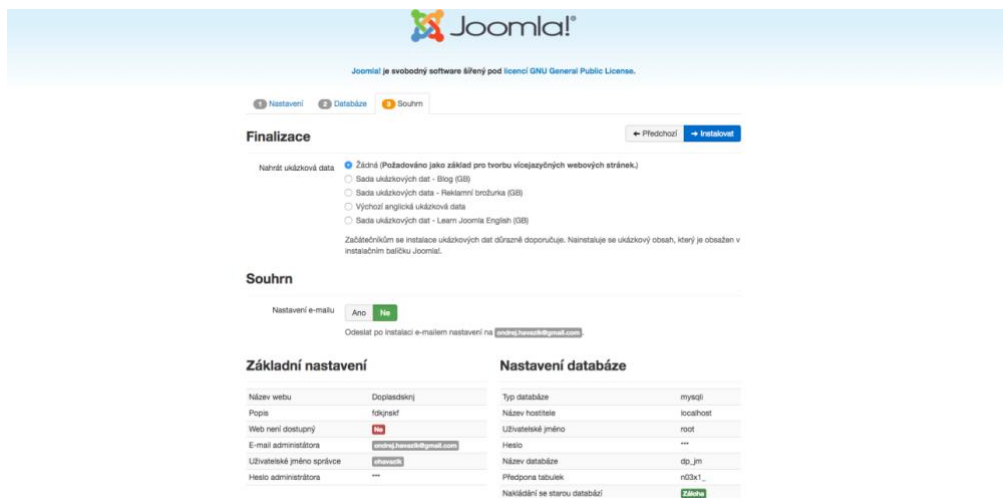 Joomla!®
Joomla! je svobodný software šířený pod licencí GNU General Public License.
1 Nastavení 2 Databáze 3 Souhrn
Finalizace
← Předchozí → Instalovat
Nahrát ukázková data
Žádná (Požadováno jako základ pro tvorbu vícejazyčných webových stránek.)
Sada ukázkových dat - Blog (GB)
Sada ukázkových data - Reklamní brožurka (GB)
Výchozí anglická ukázková data
Sada ukázkových dat - Learn Joomla English (GB)
Začátečníkům se instalace ukázkových dat důrazně doporučuje. Nainstaluje se ukázkový obsah, který je obsažen v
instalačním balíčku Joomla!.
Souhrn
Nastavení e-mailu
Ano Ne
Odeslat po instalaci e-mailem nastavení na ondrej.havazik@gmail.com.
Základní nastavení
Název webu Doplasdsknj
Popis fdkjnskf
Web není dostupný Ne
E-mail administátora ondrej.havazik@gmail.com
Uživatelské jméno správce ohavazik
Heslo administrátora ***
Nastavení databáze
Typ databáze mysqli
Název hostitele localhost
Uživatelské jméno root
Heslo ***
Název databáze dp_jm
Předpona tabulek n03x1_
Nakládání se starou databází Záloha